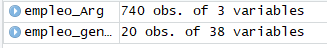 empleo_Arg 740 obs. of 3 variables
empleo_gen… 20 obs. of 38 variables